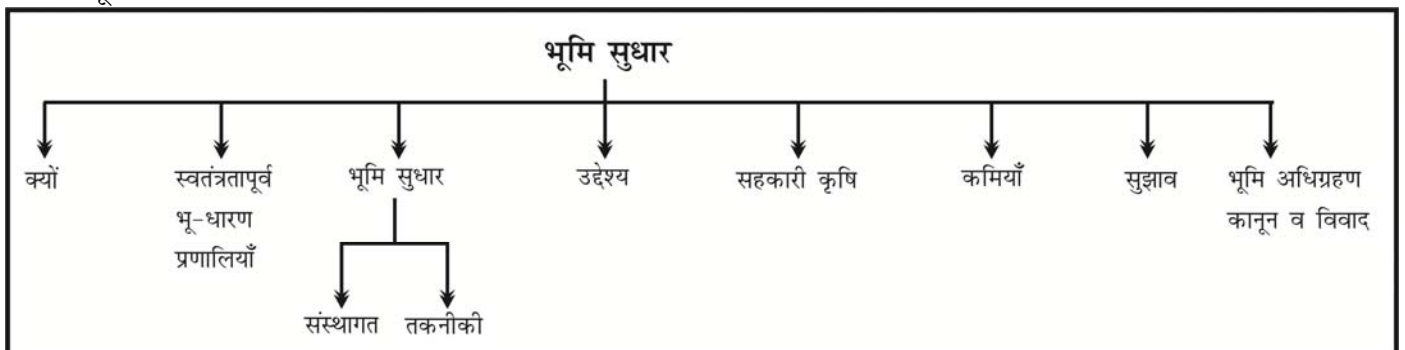 भूमि सुधार
क्यों
स्वतंत्रतापूर्व
भू-धारण
प्रणालियाँ
भूमि सुधार
उद्देश्य
सहकारी कृषि
कमियाँ
सुझाव
भूमि अधिग्रहण
कानून व विवाद
संस्थागत
तकनीकी